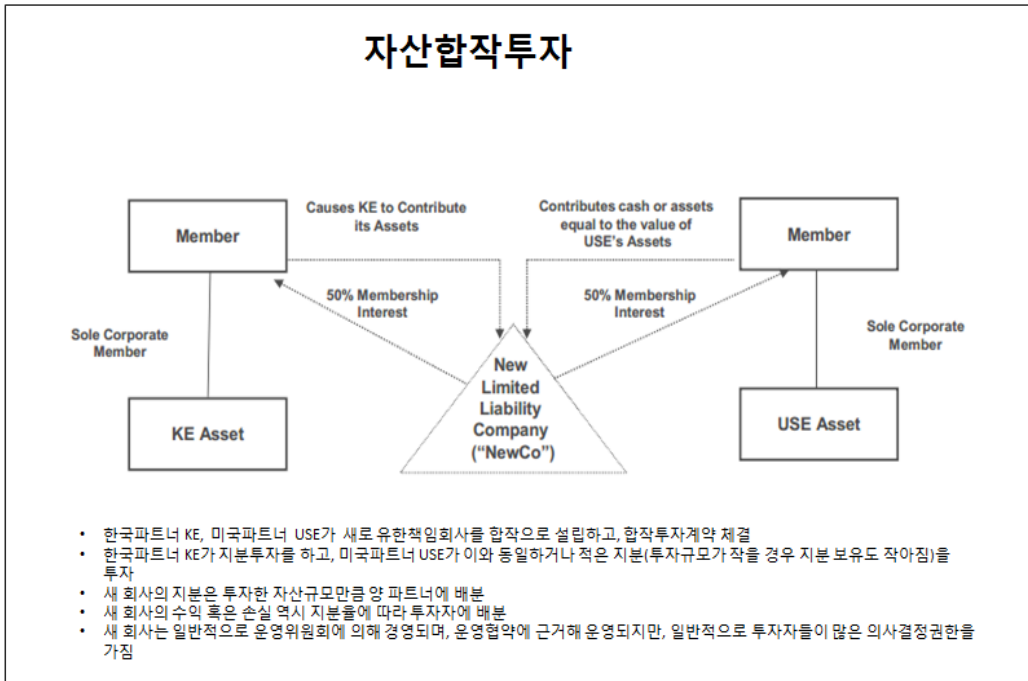 자산합작투자
Member
Causes KE to Contribute
its Assets
Contributes cash or assets
equal to the value of
USE's Assets
Member
50% Membership
Interest
50% Membership
Interest
Sole Corporate
Member
Sole Corporate
Member
New
Limited
Liability
Company
(“NewCo”)
KE Asset
USE Asset
• 한국파트너 KE, 미국파트너 USE가 새로 유한책임회사를 합작으로 설립하고, 합작투자계약 체결
• 한국파트너 KE가 지분투자를 하고, 미국파트너 USE가 이와 동일하거나 적은 지분(투자규모가 작을 경우 지분 보유도 작아짐)을
투자
• 새 회사의 지분은 투자한 자산규모만큼 양 파트너에 배분
• 새 회사의 수익 혹은 손실 역시 지분율에 따라 투자자에 배분
• 새 회사는 일반적으로 운영위원회에 의해 경영되며, 운영협약에 근거해 운영되지만, 일반적으로 투자자들이 많은 의사결정권한을
가짐